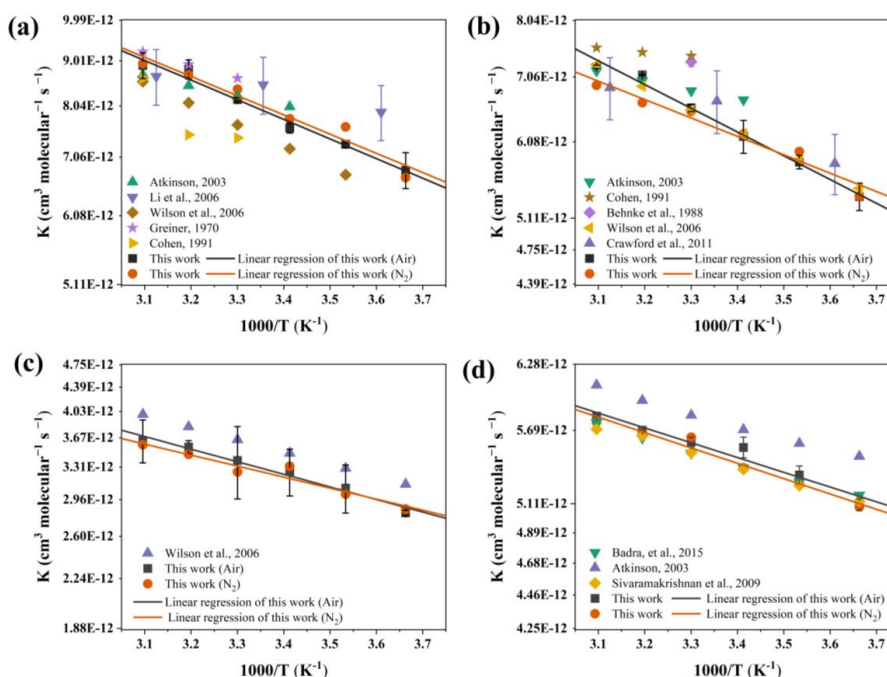 (a)
9.99E-12
9.01E-12
8.04E-12
7.06E-12
6.08E-12
5.11E-12
K (cm³ molecular⁻¹ s⁻¹)
Atkinson, 2003
Li et al., 2006
Wilson et al., 2006
Greiner, 1970
Cohen, 1991
This work Linear regression of this work (Air)
This work Linear regression of this work (N₂)
3.1 3.2 3.3 3.4 3.5 3.6 3.7
1000/T (K⁻¹)
(b)
8.04E-12
7.06E-12
6.08E-12
5.11E-12
4.75E-12
4.39E-12
K (cm³ molecular⁻¹ s⁻¹)
Atkinson, 2003
Cohen, 1991
Behnke et al., 1988
Wilson et al., 2006
Crawford et al., 2011
This work Linear regression of this work (Air)
This work Linear regression of this work (N₂)
3.1 3.2 3.3 3.4 3.5 3.6 3.7
1000/T (K⁻¹)
(c)
4.75E-12
4.39E-12
4.03E-12
3.67E-12
3.31E-12
2.96E-12
2.60E-12
2.24E-12
1.88E-12
K (cm³ molecular⁻¹ s⁻¹)
Wilson et al., 2006
This work (Air)
This work (N₂)
Linear regression of this work (Air)
Linear regression of this work (N₂)
3.1 3.2 3.3 3.4 3.5 3.6 3.7
1000/T (K⁻¹)
(d)
6.28E-12
5.69E-12
5.11E-12
4.89E-12
4.68E-12
4.46E-12
4.25E-12
K (cm³ molecular⁻¹ s⁻¹)
Badra, et al., 2015
Atkinson, 2003
Sivaramakrishnan et al., 2009
This work Linear regression of this work (Air)
This work Linear regression of this work (N₂)
3.1 3.2 3.3 3.4 3.5 3.6 3.7
1000/T (K⁻¹)